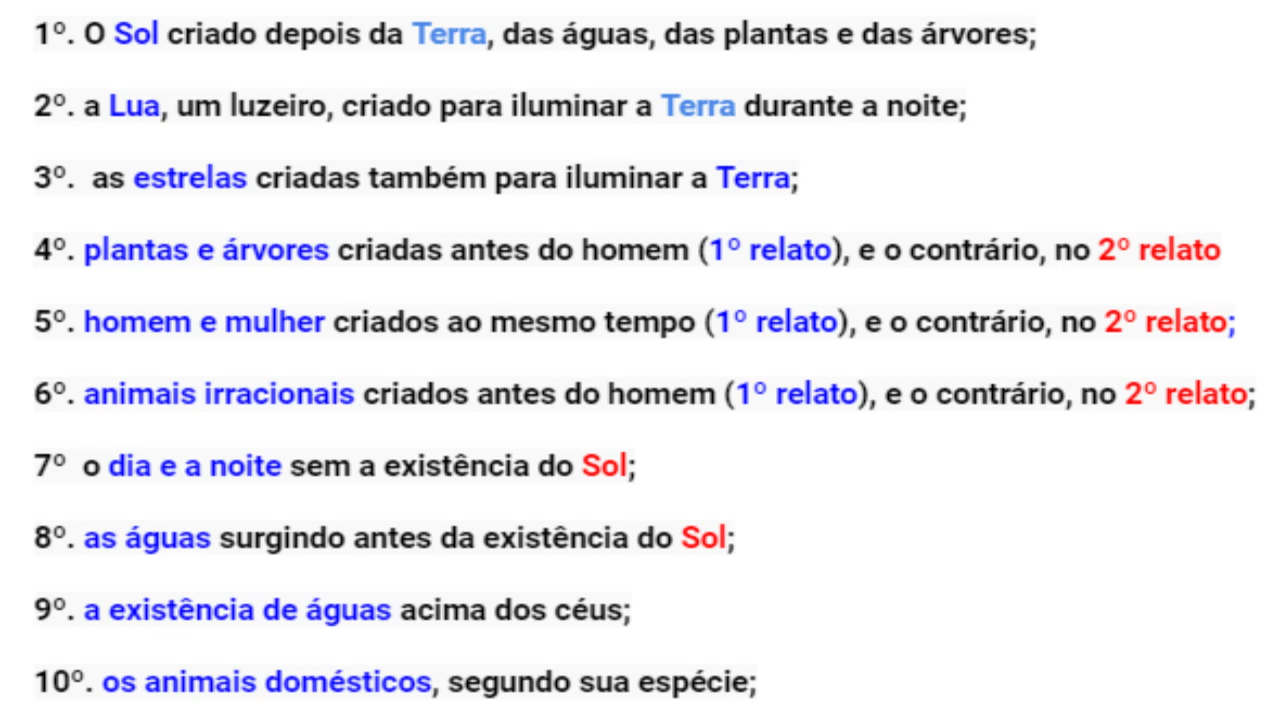 1º. O Sol criado depois da Terra, das águas, das plantas e das árvores;
2º. a Lua, um luzeiro, criado para iluminar a Terra durante a noite;
3º. as estrelas criadas também para iluminar a Terra;
4º. plantas e árvores criadas antes do homem (1º relato), e o contrário, no 2º relato
5º. homem e mulher criados ao mesmo tempo (1º relato), e o contrário, no 2º relato;
6º. animais irracionais criados antes do homem (1º relato), e o contrário, no 2º relato;
7º o dia e a noite sem a existência do Sol;
8º. as águas surgindo antes da existência do Sol;
9º. a existência de águas acima dos céus;
10º. os animais domésticos, segundo sua espécie;